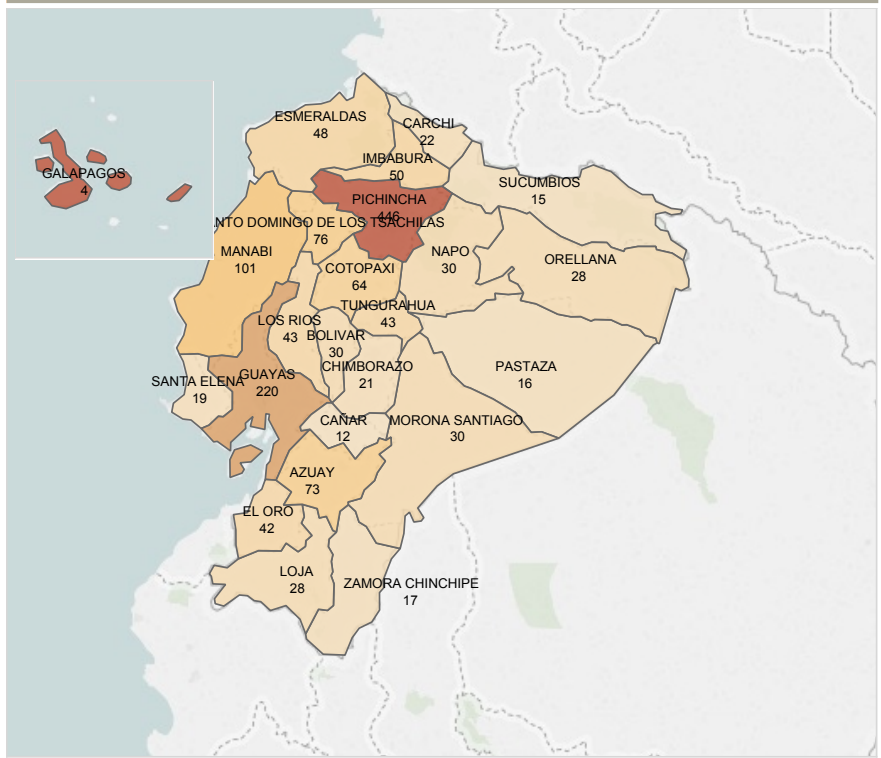 ESMERALDAS
48
CARCHI
22
IMBABURA
50
SUCUMBIOS
15
GALAPAGOS
4
PICHINCHA
446
NTO DOMINGO DE LOS TSACHILAS
76
MANABI
101
NAPO
30
ORELLANA
28
COTOPAXI
64
TUNGURAHUA
43
LOS RIOS
43
BOLIVAR
30
CHIMBORAZO
21
PASTAZA
16
SANTA ELENA
19
GUAYAS
220
CAÑAR
12
MORONA SANTIAGO
30
AZUAY
73
EL ORO
42
LOJA
28
ZAMORA CHINCHIPE
17